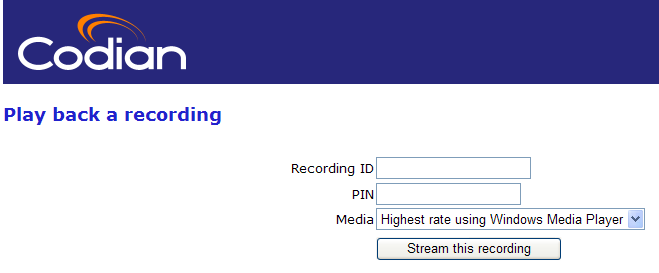 Codian
Play back a recording
Recording ID
PIN
Media Highest rate using Windows Media Player
Stream this recording